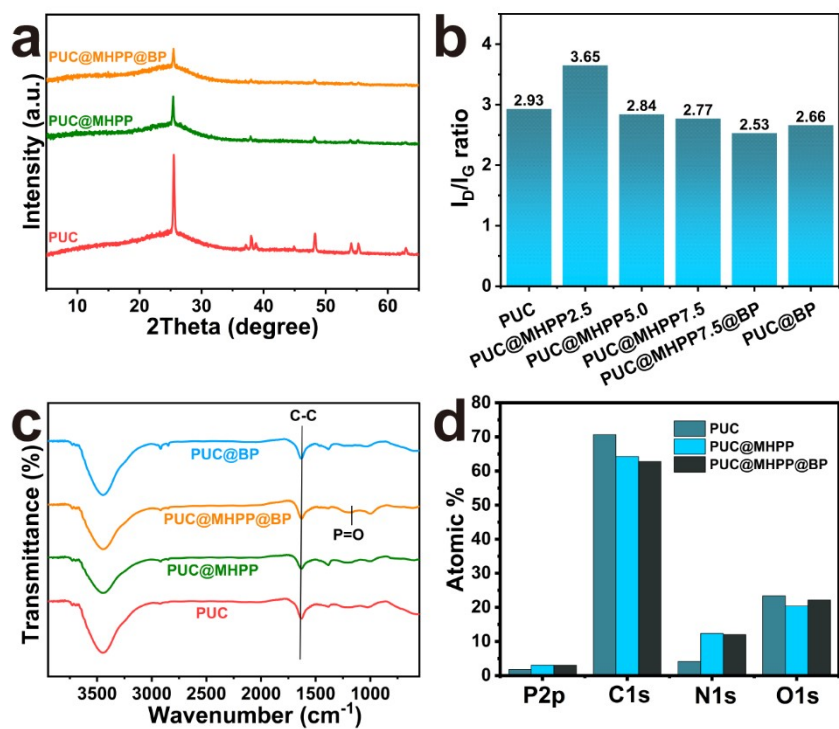 a
PUC@MHPP@BP
PUC@MHPP
PUC
Intensity (a.u.)
10 20 30 40 50 60
2Theta (degree)
b
4
3
2
1
0
2.93
3.65
2.84
2.77
2.53
2.66
I_D/I_G ratio
PUC
PUC@MHPP2.5
PUC@MHPP5.0
PUC@MHPP7.5
PUC@MHPP7.5@BP
PUC@BP
c
C-C
PUC@BP
PUC@MHPP@BP
P=O
PUC@MHPP
PUC
Transmittance (%)
3500 3000 2500 2000 1500 1000
Wavenumber (cm⁻¹)
d
80
70
60
50
40
30
20
10
0
PUC
PUC@MHPP
PUC@MHPP@BP
Atomic %
P2p C1s N1s O1s